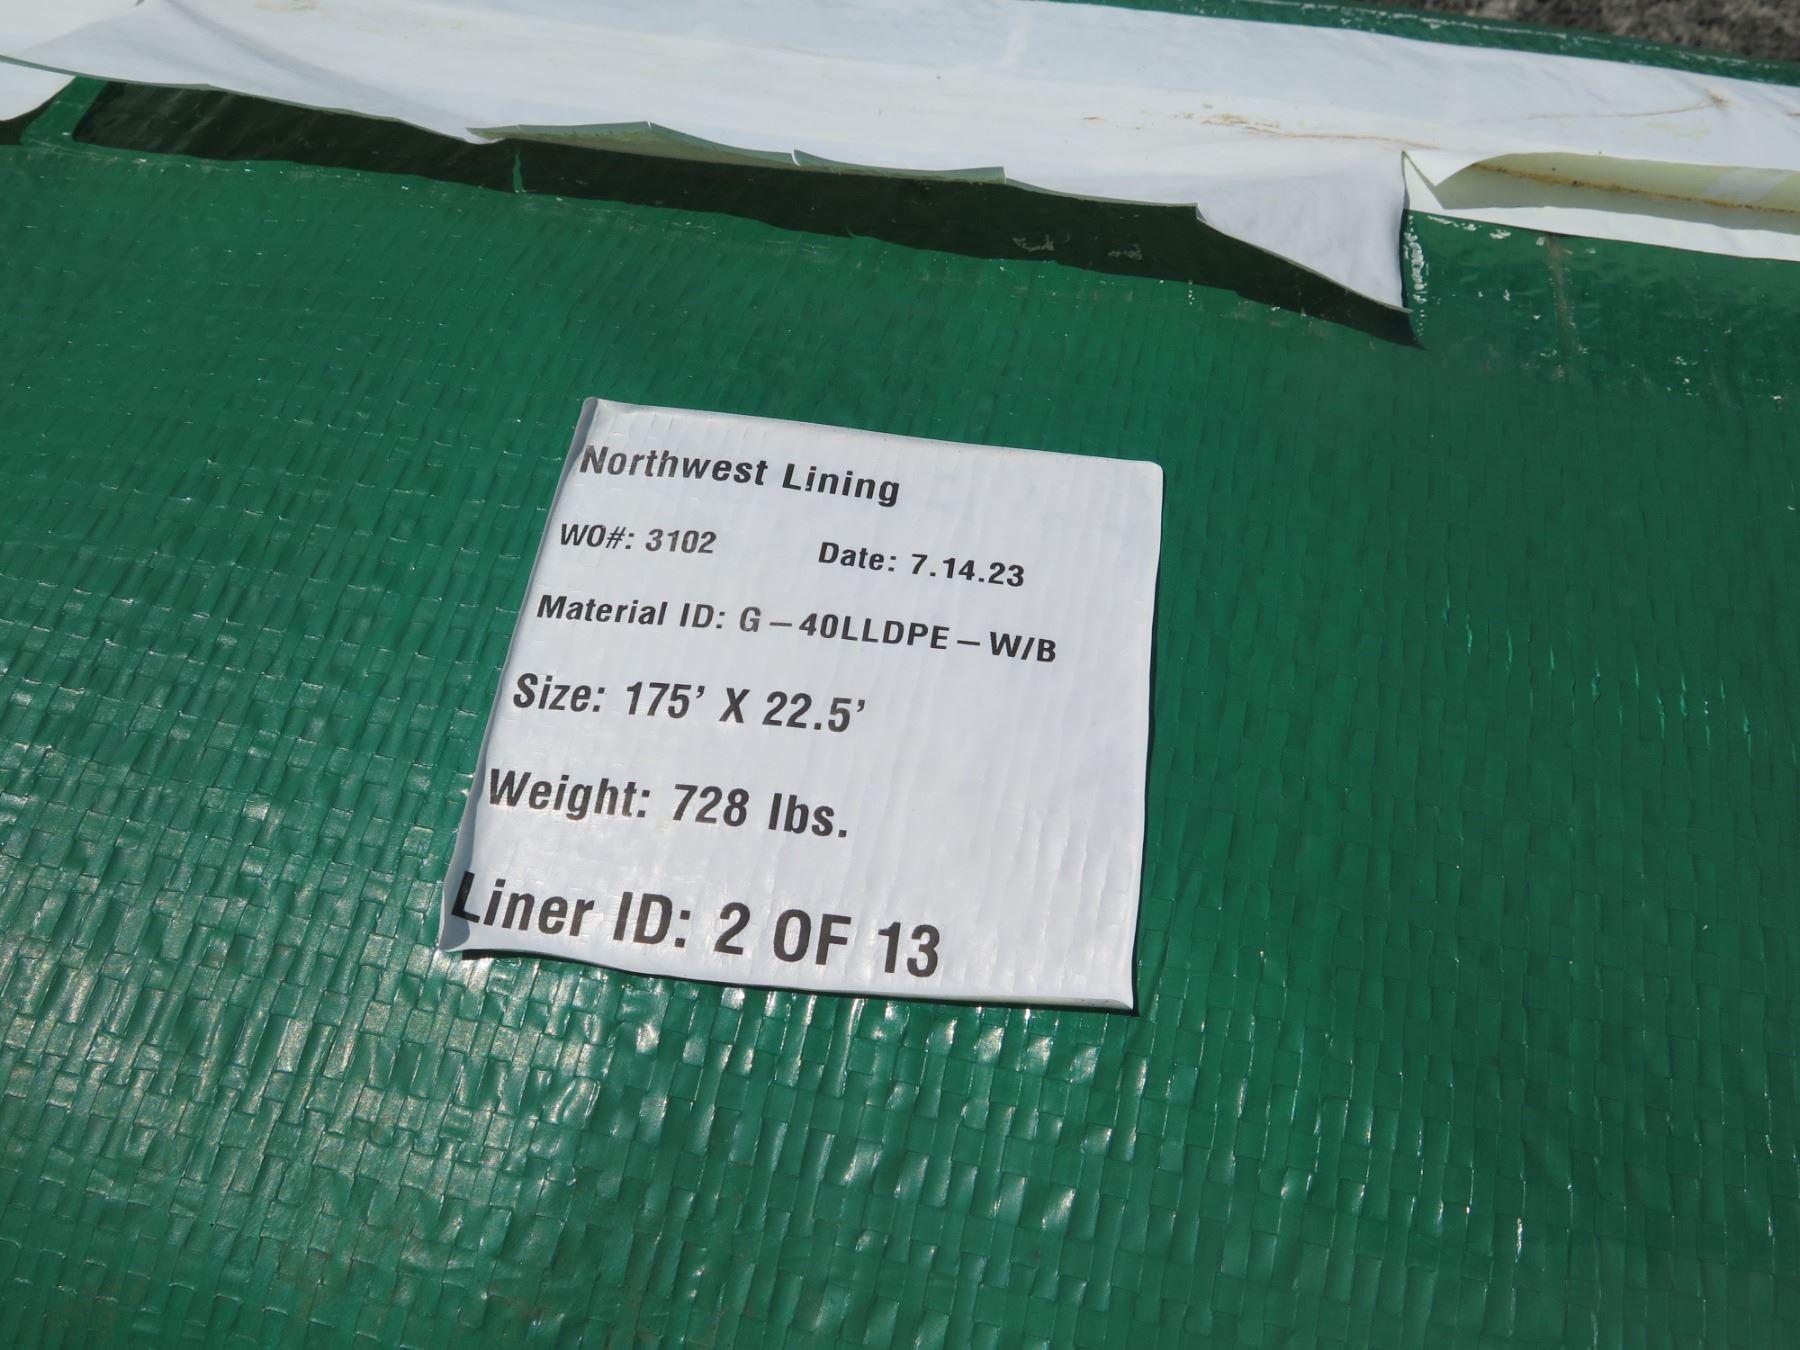 Northwest Lining
WO#: 3102 Date: 7.14.23
Material ID: G – 40LLDPE – W/B
Size: 175’ X 22.5’
Weight: 728 lbs.
Liner ID: 2 OF 13